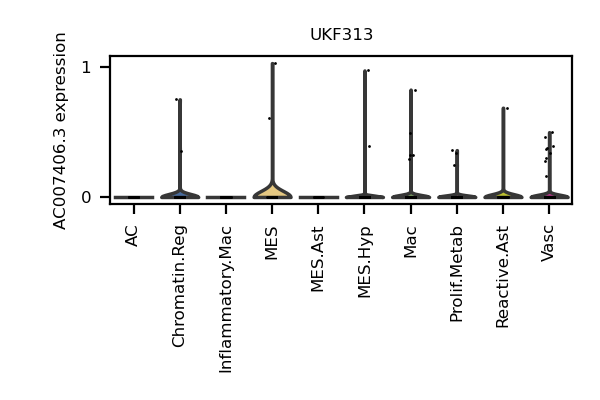 UKF313
AC007406.3 expression
1
0
AC
Chromatin.Reg
Inflammatory.Mac
MES
MES.Ast
MES.Hyp
Mac
Prolif.Metab
Reactive.Ast
Vasc